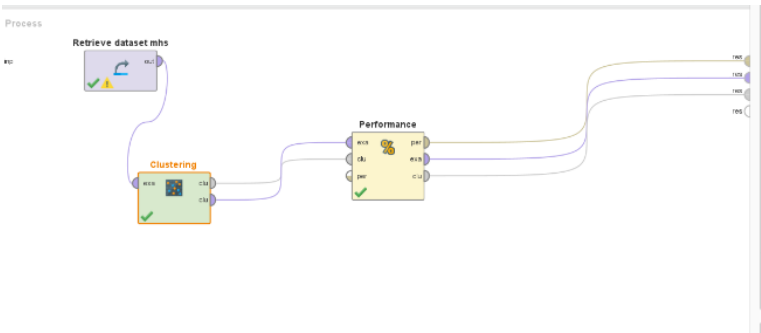 Process
Retrieve dataset mhs
inp
out
res
res
res
res
Performance
exa
per
clu
exa
per
clu
Clustering
exa
clu
clu